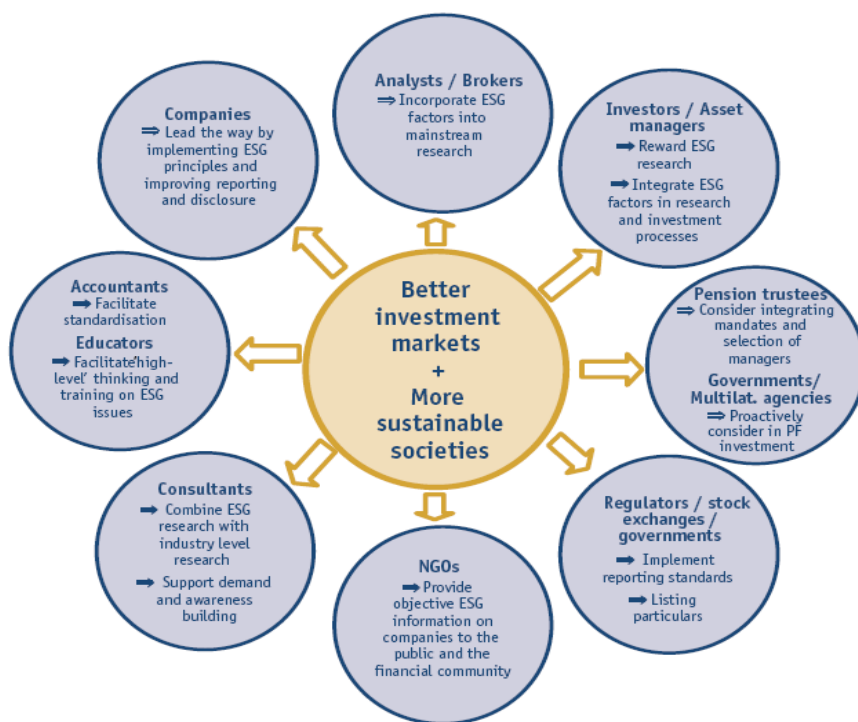 Analysts / Brokers
⇒ Incorporate ESG
factors into
mainstream
research
Investors / Asset
managers
➡ Reward ESG
research
➡ Integrate ESG
factors in research
and investment
processes
Pension trustees
⇒ Consider integrating
mandates and
selection of
managers
Governments/
Multilat. agencies
⇒ Proactively
consider in PF
investment
Regulators / stock
exchanges /
governments
➡ Implement
reporting standards
➡ Listing
particulars
NGOs
➡ Provide
objective ESG
information on
companies to the
public and the
financial community
Consultants
➡ Combine ESG
research with
industry level
research
➡ Support demand
and awareness
building
Accountants
➡ Facilitate
standardisation
Educators
➡ Facilitate'high-
level' thinking and
training on ESG
issues
Companies
⇒ Lead the way by
implementing ESG
principles and
improving reporting
and disclosure
Better
investment
markets
+
More
sustainable
societies